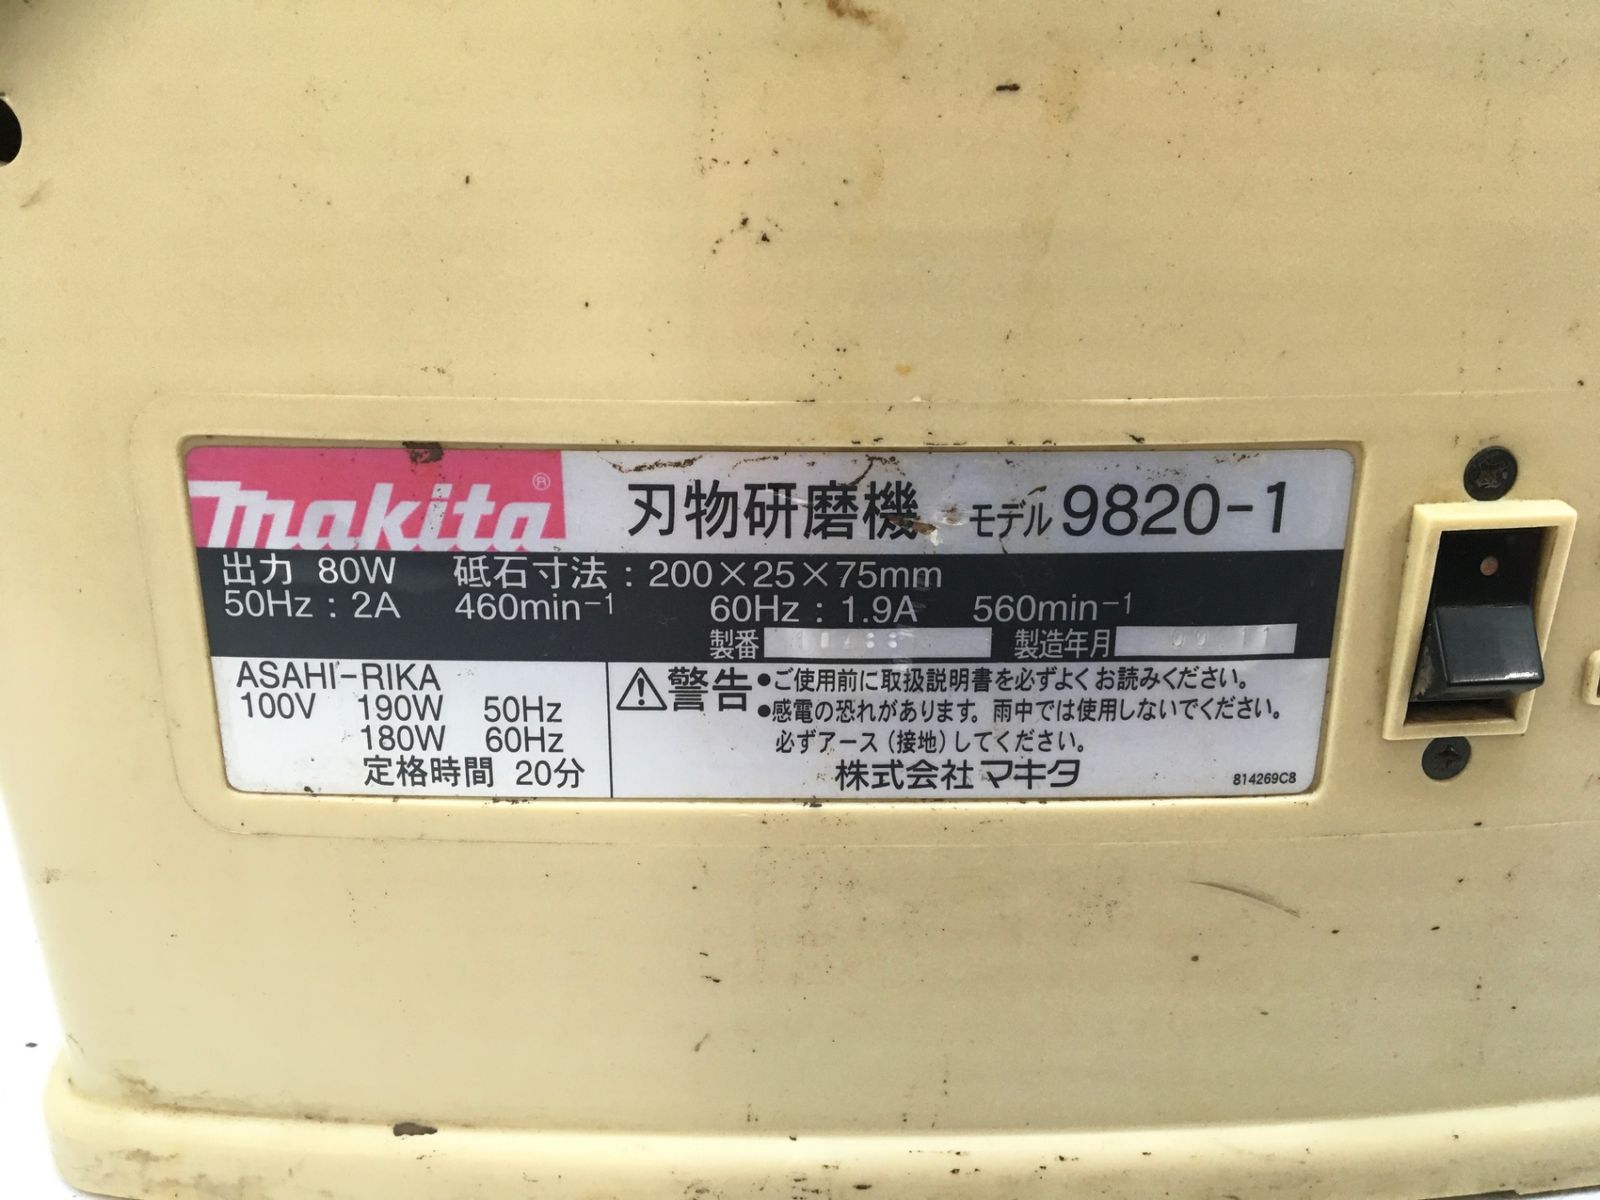 makita®
刃物研磨機 モデル 9820-1
出力 80W 砥石寸法：200×25×75mm
50Hz：2A 460min⁻¹ 60Hz：1.9A 560min⁻¹
製番 製造年月 09 11
ASAHI-RIKA
100V 190W 50Hz
180W 60Hz
定格時間 20分
⚠警告
●ご使用前に取扱説明書を必ずよくお読みください。
●感電の恐れがあります。雨中では使用しないでください。
必ずアース（接地）してください。
株式会社マキタ
814269C8